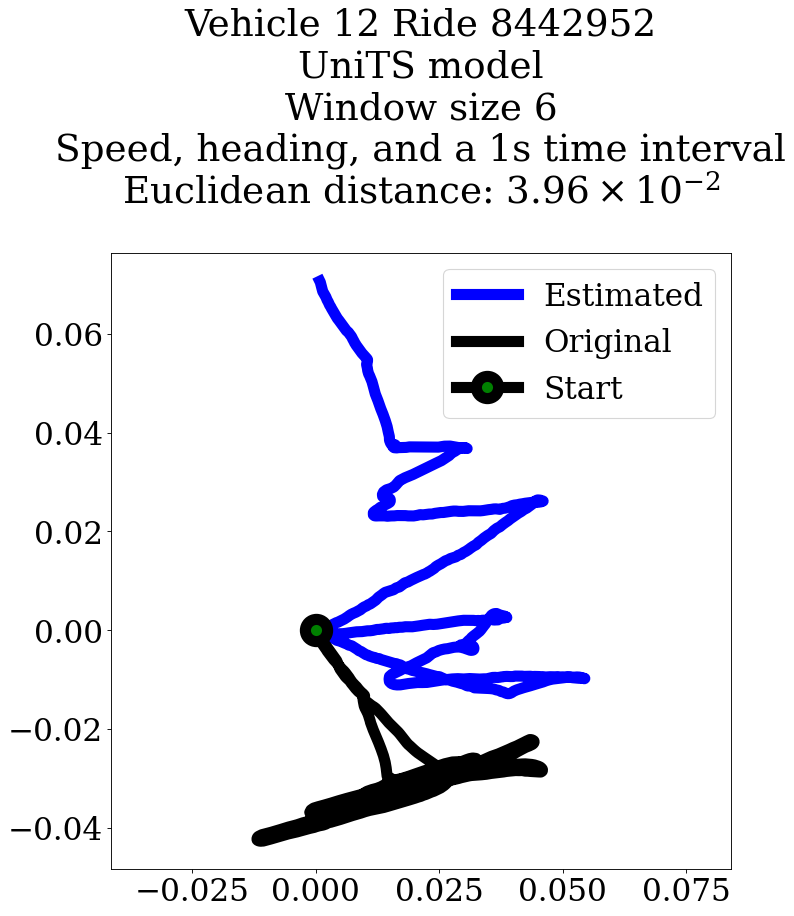 Vehicle 12 Ride 8442952
UniTS model
Window size 6
Speed, heading, and a 1s time interval
Euclidean distance: 3.96 × 10⁻²
Estimated
Original
Start
0.06
0.04
0.02
0.00
−0.02
−0.04
−0.025 0.000 0.025 0.050 0.075